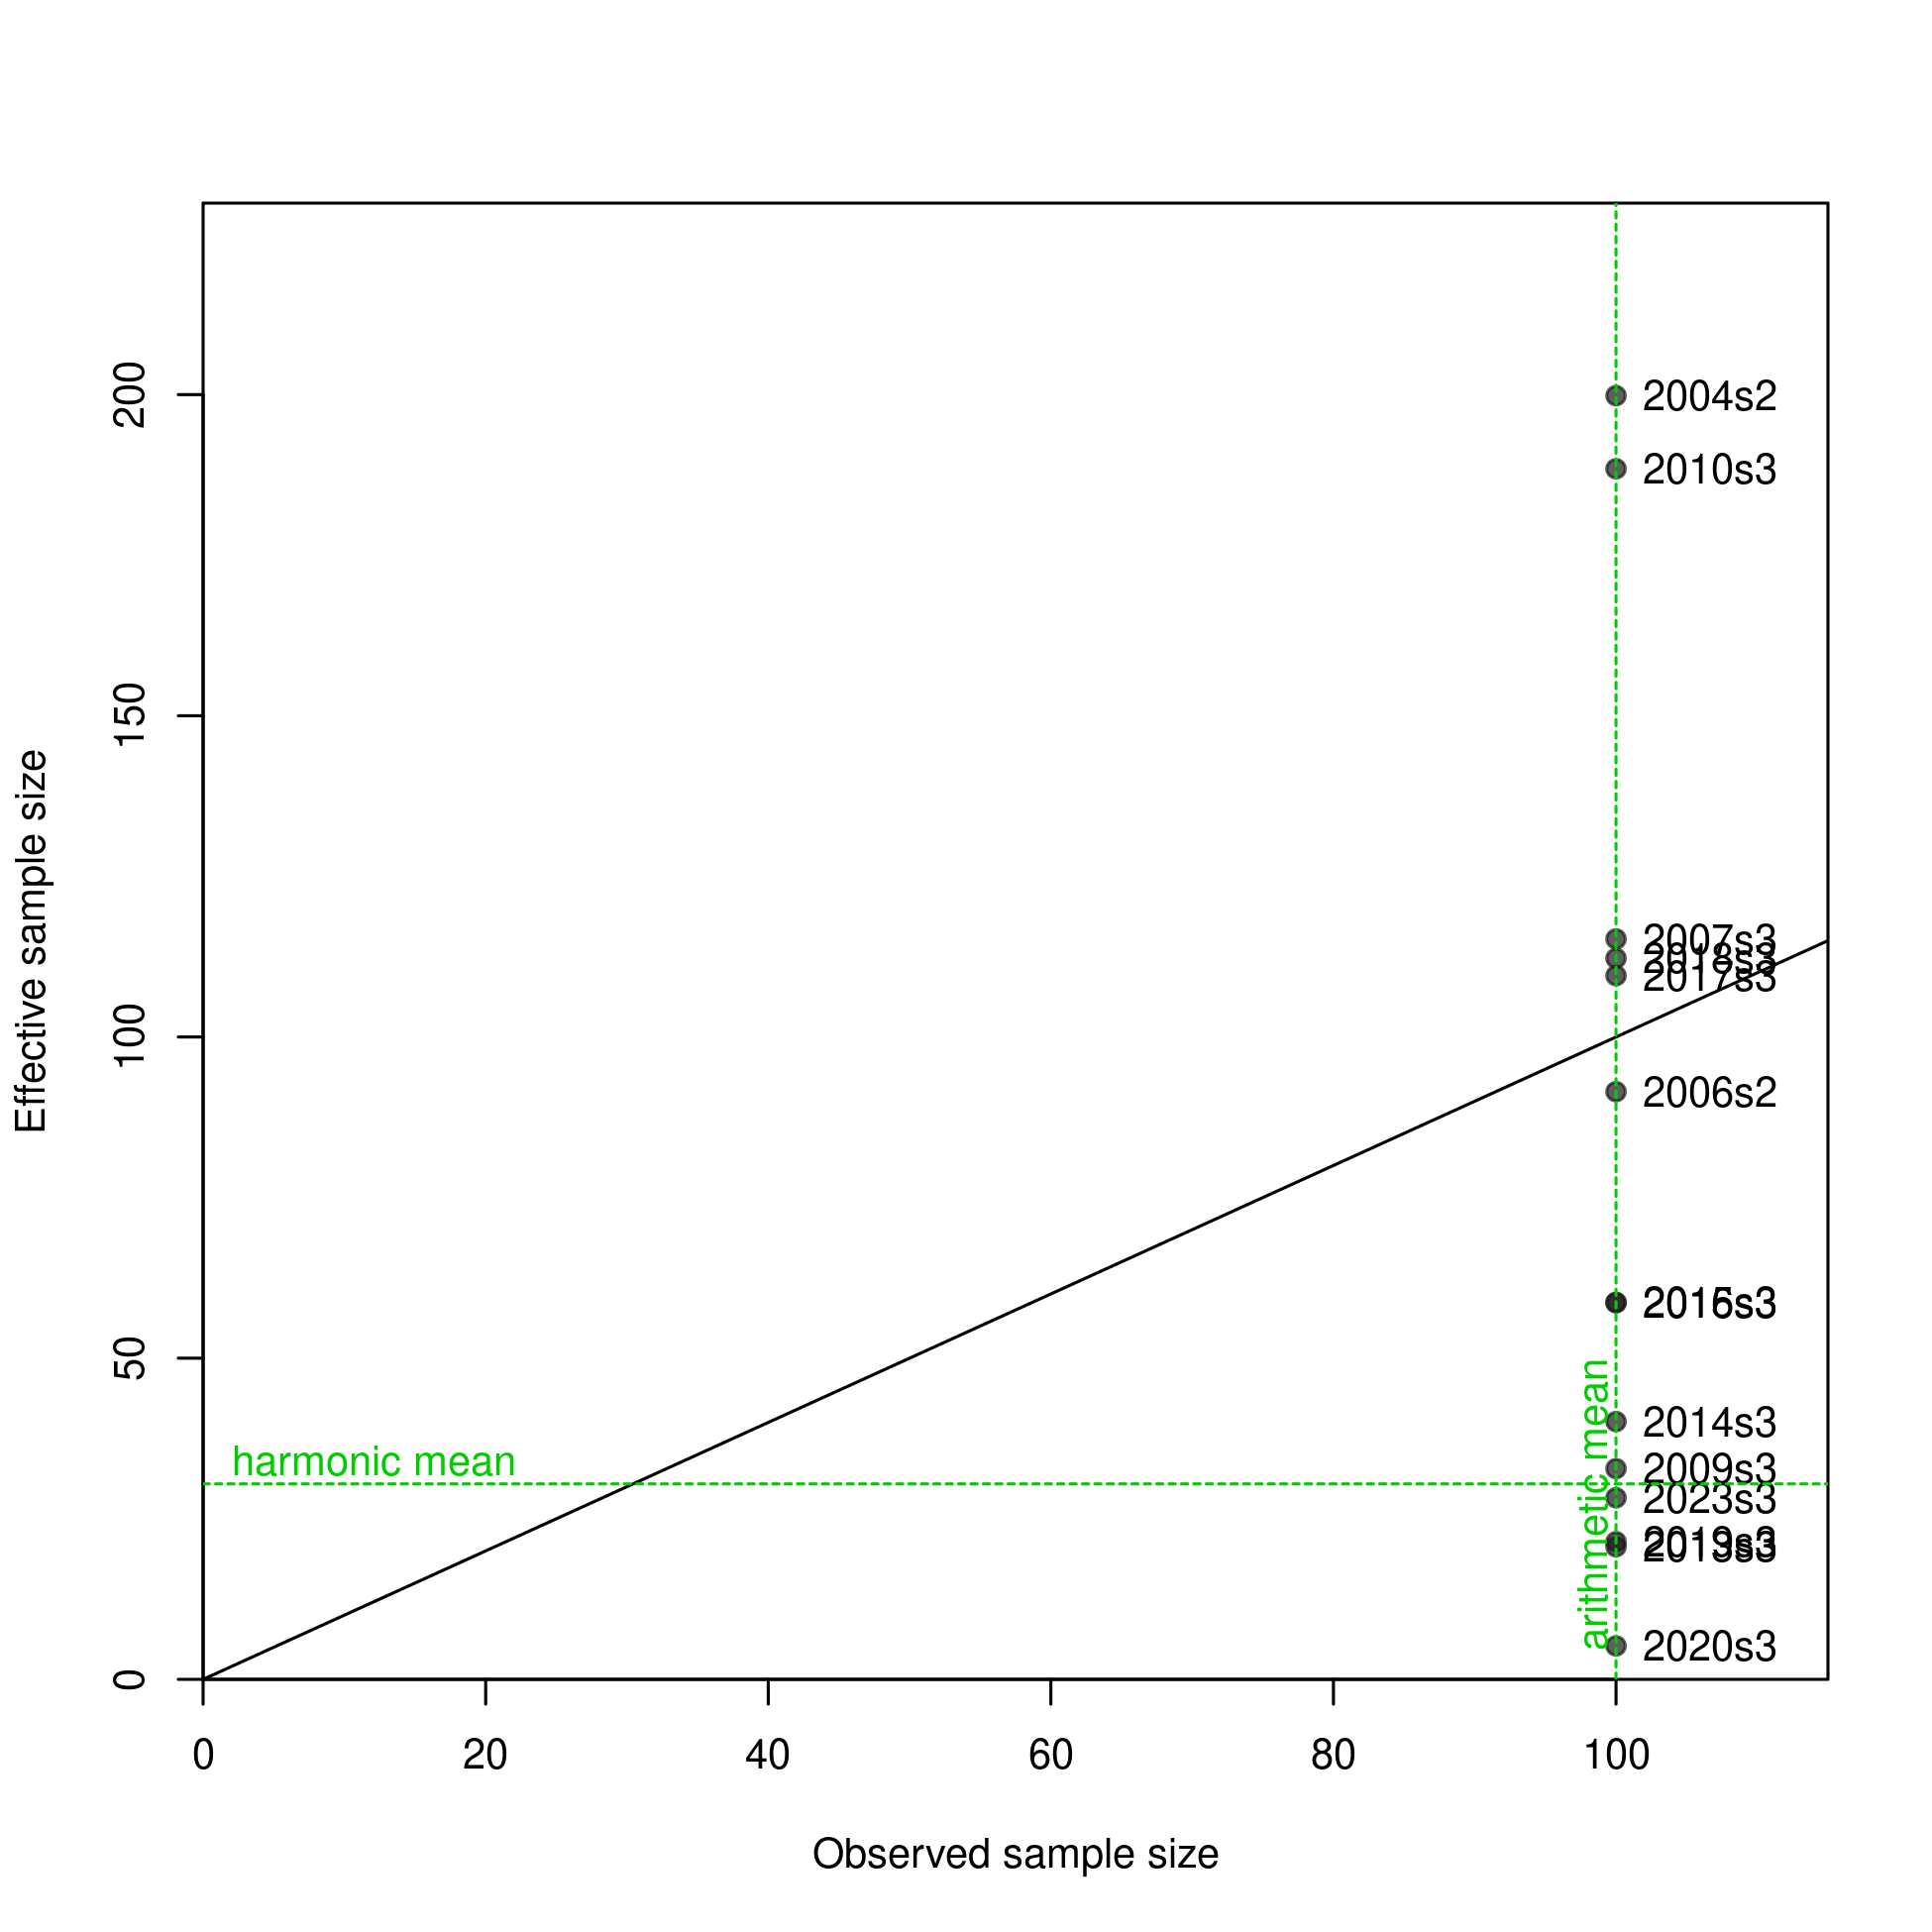 Effective sample size
200
150
100
50
0
2004s2
2010s3
2007s3
2017s3
2006s2
2014s3
2009s3
2023s3
2020s3
harmonic mean
arithmetic mean
0 20 40 60 80 100
Observed sample size